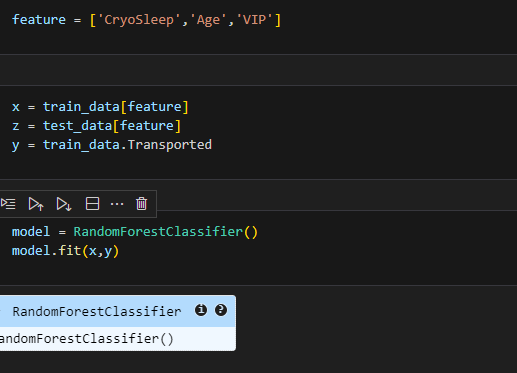 feature = ['CryoSleep','Age','VIP']
x = train_data[feature]
z = test_data[feature]
y = train_data.Transported
model = RandomForestClassifier()
model.fit(x,y)
RandomForestClassifier i ?
andomForestClassifier()